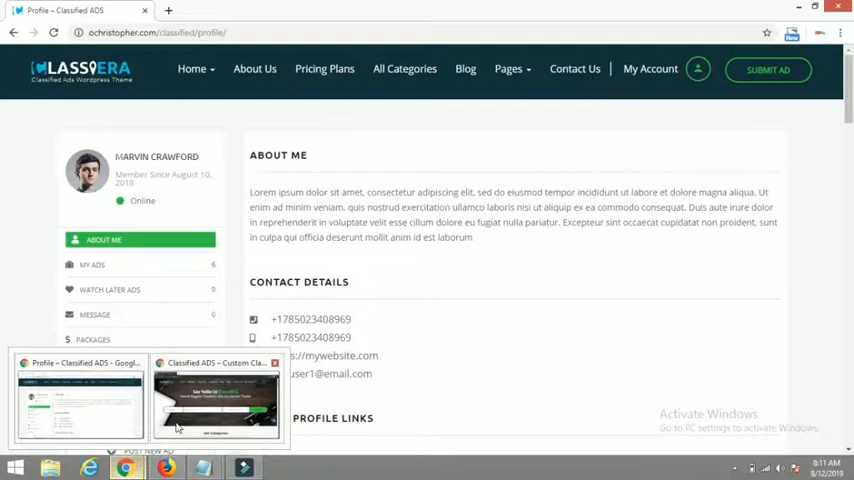 Profile – Classified ADS
ochristopher.com/classified/profile/
New
CLASSIERA
Classified Ads Wordpress Theme
Home
About Us
Pricing Plans
All Categories
Blog
Pages
Contact Us
My Account
SUBMIT AD
MARVIN CRAWFORD
Member Since August 10,
2019
Online
ABOUT ME
MY ADS 6
WATCH LATER ADS 0
MESSAGE 0
PACKAGES
POST NEW AD
ABOUT ME
Lorem ipsum dolor sit amet, consectetur adipiscing elit, sed do eiusmod tempor incididunt ut labore et dolore magna aliqua. Ut
enim ad minim veniam, quis nostrud exercitation ullamco laboris nisi ut aliquip ex ea commodo consequat. Duis aute irure dolor
in reprehenderit in voluptate velit esse cillum dolore eu fugiat nulla pariatur. Excepteur sint occaecat cupidatat non proident, sunt
in culpa qui officia deserunt mollit anim id est laborum
CONTACT DETAILS
+1785023408969
+1785023408969
s://mywebsite.com
user1@email.com
PROFILE LINKS
Profile – Classified ADS - Googl...
Classified ADS – Custom Cla...
Say hello to
Activate Windows
Go to PC settings to activate Windows.
8:11 AM
8/12/2019